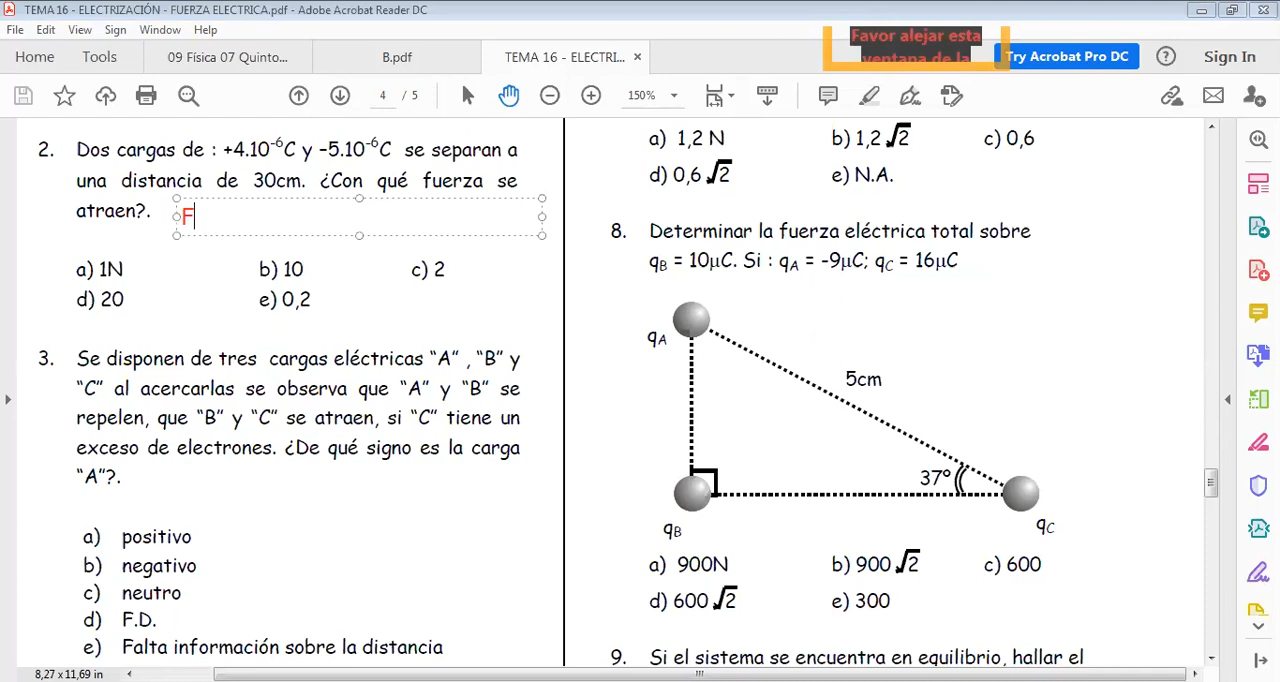 TEMA 16 - ELECTRIZACIÓN - FUERZA ELECTRICA.pdf - Adobe Acrobat Reader DC
File Edit View Sign Window Help
Favor alejar esta
ventana de la
Home Tools 09 Física 07 Quinto... B.pdf TEMA 16 - ELECTRI... × Try Acrobat Pro DC Sign In
4 / 5 150%
2. Dos cargas de : +4.10⁻⁶C y –5.10⁻⁶C se separan a
una distancia de 30cm. ¿Con qué fuerza se
atraen?.
F
a) 1N b) 10 c) 2
d) 20 e) 0,2
3. Se disponen de tres cargas eléctricas “A” , “B” y
“C” al acercarlas se observa que “A” y “B” se
repelen, que “B” y “C” se atraen, si “C” tiene un
exceso de electrones. ¿De qué signo es la carga
“A”?.
a) positivo
b) negativo
c) neutro
d) F.D.
e) Falta información sobre la distancia
a) 1,2 N b) 1,2 √2 c) 0,6
d) 0,6 √2 e) N.A.
8. Determinar la fuerza eléctrica total sobre
qB = 10μC. Si : qA = -9μC; qC = 16μC
qA
5cm
37º
qB
qC
a) 900N b) 900 √2 c) 600
d) 600 √2 e) 300
9. Si el sistema se encuentra en equilibrio, hallar el
8,27 x 11,69 in